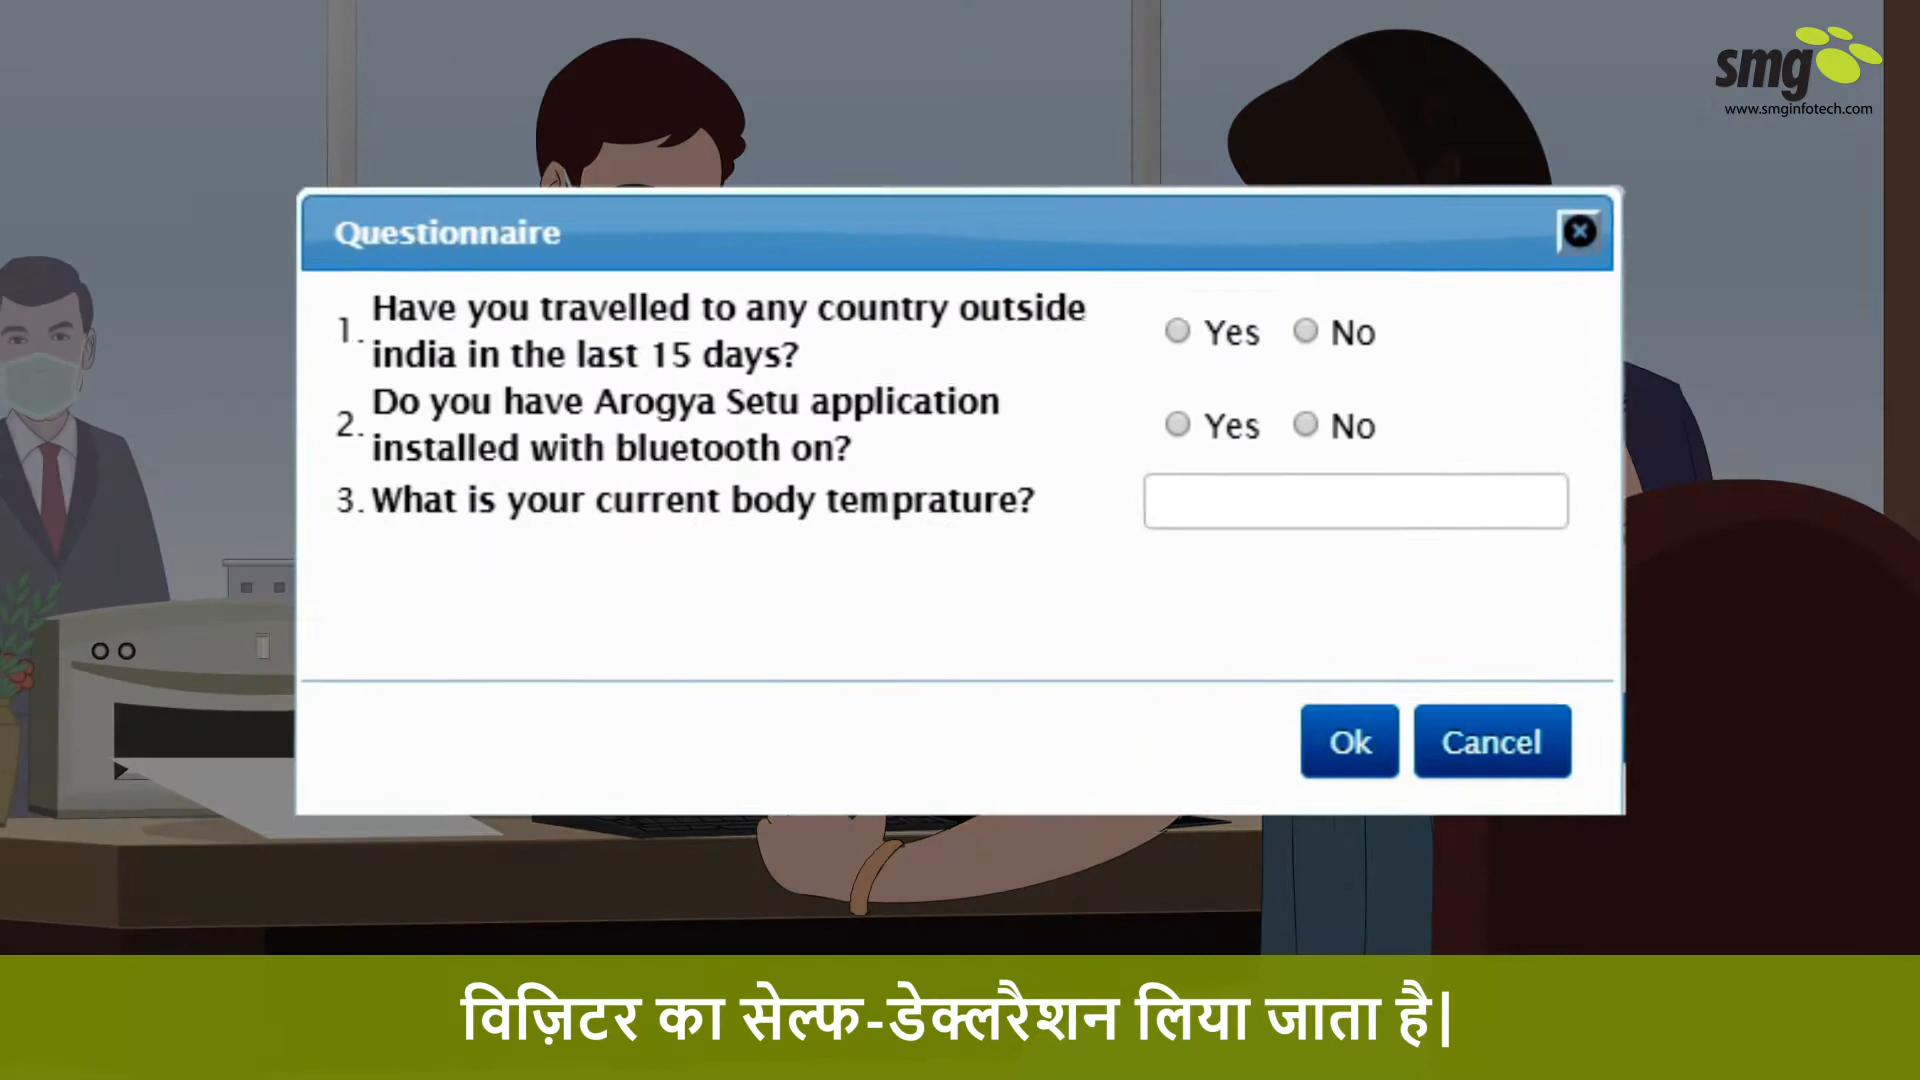 smg
www.smginfotech.com
Questionnaire
1. Have you travelled to any country outside
india in the last 15 days?
Yes No
2. Do you have Arogya Setu application
installed with bluetooth on?
Yes No
3. What is your current body temprature?
Ok Cancel
विज़िटर का सेल्फ-डेक्लरैशन लिया जाता है|